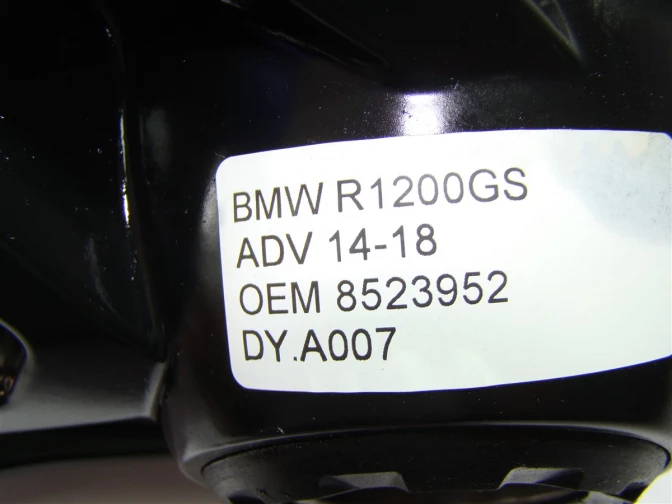 BMW R1200GS
ADV 14-18
OEM 8523952
DY.A007